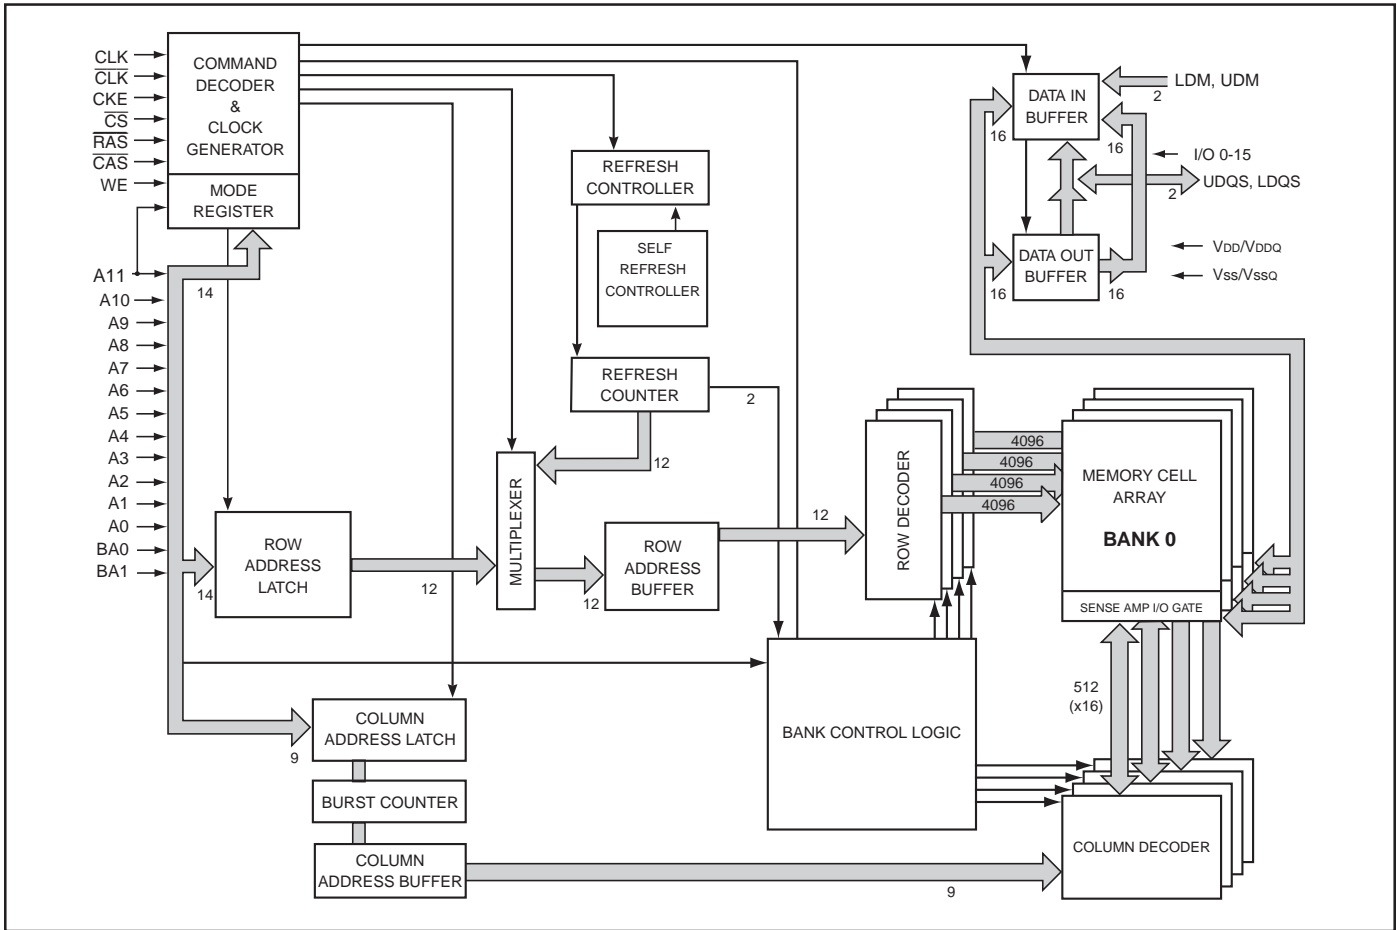 CLK
CLK
CKE
CS
RAS
CAS
WE
A11
A10
A9
A8
A7
A6
A5
A4
A3
A2
A1
A0
BA0
BA1
COMMAND
DECODER
&
CLOCK
GENERATOR
MODE
REGISTER
14
14
9
ROW
ADDRESS
LATCH
12
COLUMN
ADDRESS LATCH
BURST COUNTER
COLUMN
ADDRESS BUFFER
9
REFRESH
CONTROLLER
SELF
REFRESH
CONTROLLER
REFRESH
COUNTER
2
12
MULTIPLEXER
12
ROW
ADDRESS
BUFFER
12
ROW DECODER
4096
4096
4096
4096
MEMORY CELL
ARRAY
BANK 0
SENSE AMP I/O GATE
512
(x16)
BANK CONTROL LOGIC
COLUMN DECODER
DATA IN
BUFFER
LDM, UDM
2
16
16
I/O 0-15
UDQS, LDQS
2
DATA OUT
BUFFER
16
16
VDD/VDDQ
Vss/VssQ